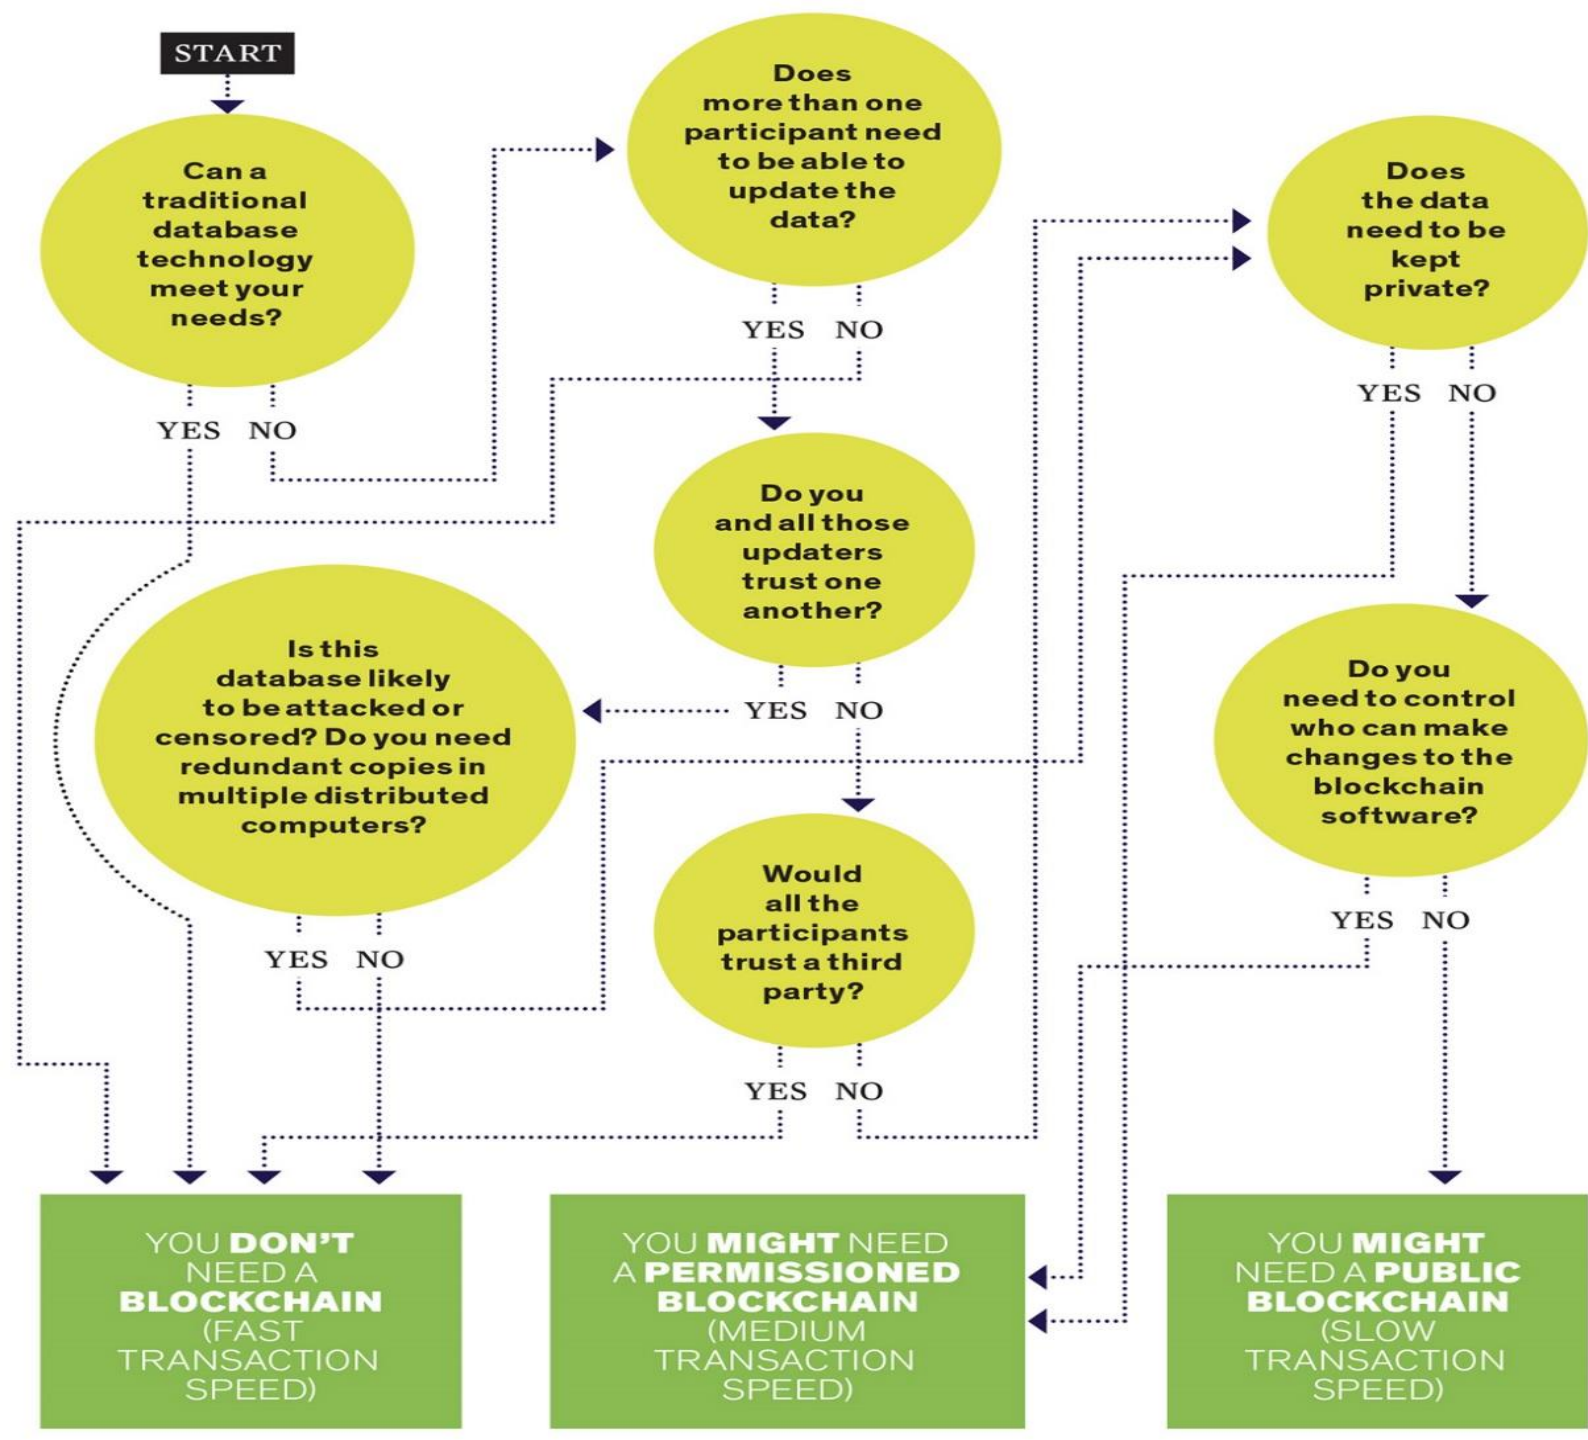 START
Can a
traditional
database
technology
meet your
needs?
YES NO
Does
more than one
participant need
to be able to
update the
data?
YES NO
Do you
and all those
updaters
trust one
another?
YES NO
Is this
database likely
to be attacked or
censored? Do you need
redundant copies in
multiple distributed
computers?
YES NO
Would
all the
participants
trust a third
party?
YES NO
Does
the data
need to be
kept
private?
YES NO
Do you
need to control
who can make
changes to the
blockchain
software?
YES NO
YOU DON'T
NEED A
BLOCKCHAIN
(FAST
TRANSACTION
SPEED)
YOU MIGHT NEED
A PERMISSIONED
BLOCKCHAIN
(MEDIUM
TRANSACTION
SPEED)
YOU MIGHT
NEED A PUBLIC
BLOCKCHAIN
(SLOW
TRANSACTION
SPEED)